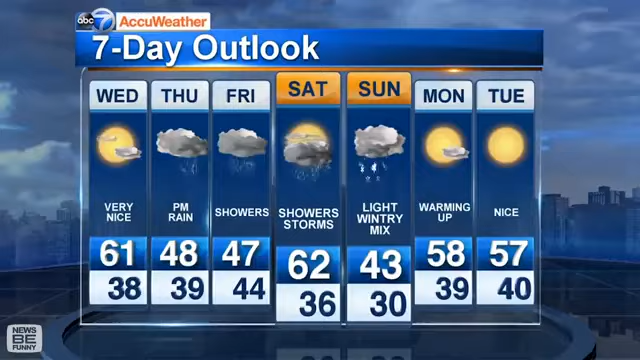 abc 7 AccuWeather
7-Day Outlook
WED THU FRI SAT SUN MON TUE
VERY NICE
PM RAIN
SHOWERS
SHOWERS STORMS
LIGHT WINTRY MIX
WARMING UP
NICE
61 48 47 62 43 58 57
38 39 44 36 30 39 40
NEWS
BE
FUNNY